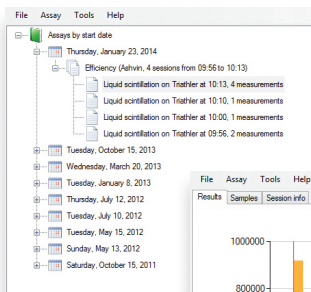 File Assay Tools Help
Assays by start date
Thursday, January 23, 2014
Efficiency (Ashvin, 4 sessions from 09:56 to 10:13)
Liquid scintillation on Triathler at 10:13, 4 measurements
Liquid scintillation on Triathler at 10:10, 1 measurements
Liquid scintillation on Triathler at 10:00, 1 measurements
Liquid scintillation on Triathler at 09:56, 2 measurements
Tuesday, October 15, 2013
Wednesday, March 20, 2013
Tuesday, January 8, 2013
Thursday, July 12, 2012
Tuesday, July 10, 2012
Tuesday, May 15, 2012
Sunday, May 13, 2012
Saturday, October 15, 2011
File Assay Tools Help
Results Samples Session info
1000000
800000